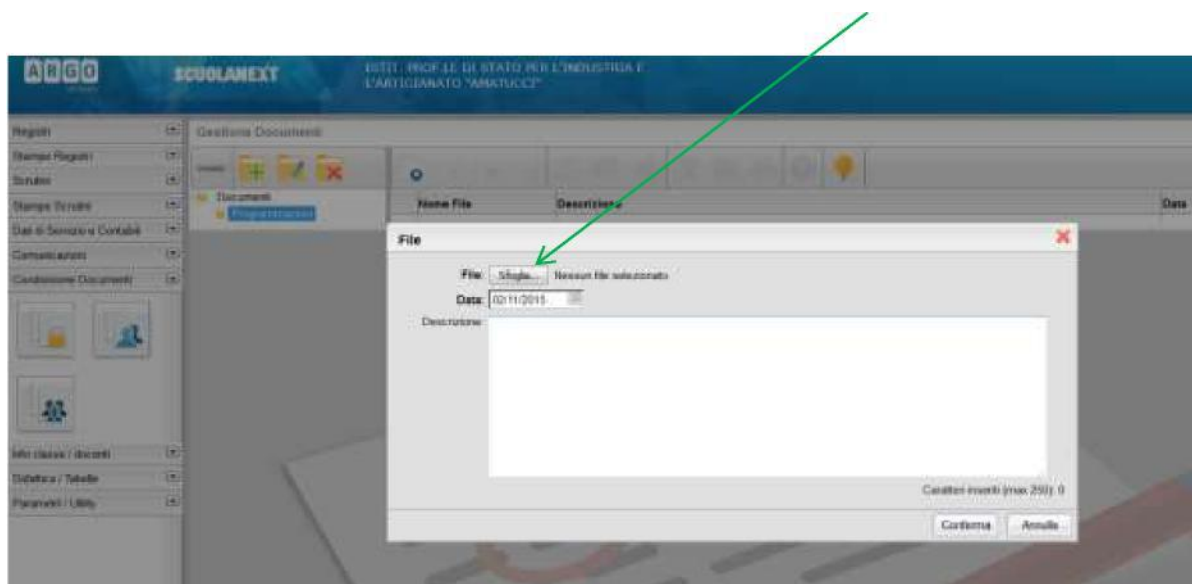 ARGO
SCUOLANEXT
ISTIT. PROF.LE DI STATO PER L'INDUSTRIA E
L'ARTIGIANATO "AMATUCCI"
Registri
Stampe Registri
Scrutini
Stampe Scrutini
Dati di Servizio e Contabili
Comunicazioni
Condivisione Documenti
Info classe / docenti
Didattica / Tabelle
Parametri / Utility
Gestione Documenti
Documenti
Programmazioni
Nome File Descrizione Data
File
File: Sfoglia... Nessun file selezionato.
Data: 02/11/2015
Descrizione:
Caratteri inseriti (max 250): 0
Conferma Annulla